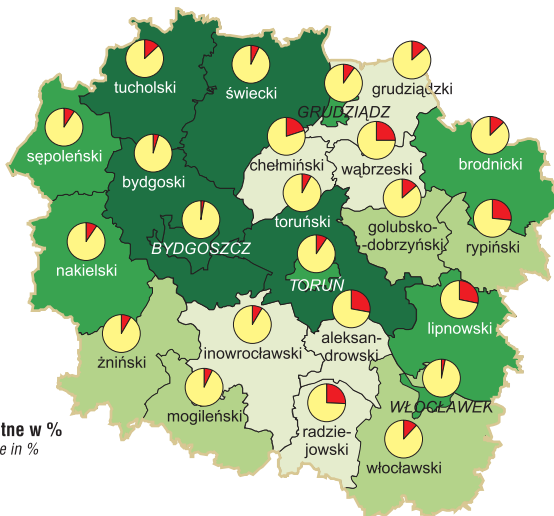 tucholski
świecki
grudziądzki
GRUDZIADZ
sępoleński
bydgoski
chełmiński
wąbrzeski
brodnicki
toruński
golubsko-
-dobrzyński
rypiński
BYDGOSZCZ
nakielski
TORUŃ
lipnowski
żniński
inowrocławski
aleksan-
drowski
mogileński
WŁOCŁAWEK
radzie-
jowski
włocławski
tne w %
e in %